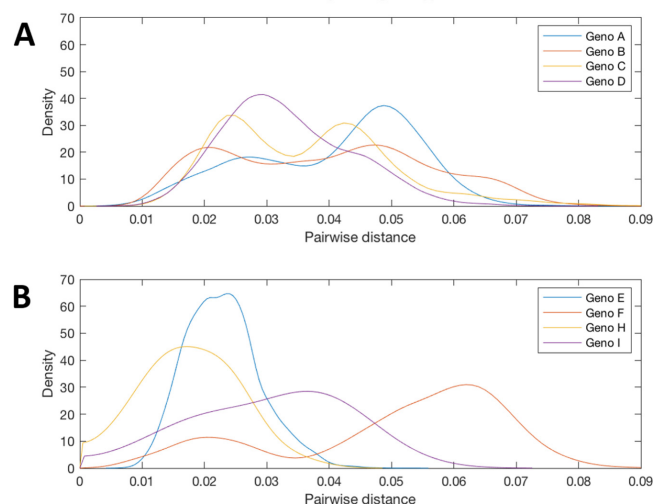 A
70
60
50
40
30
20
10
0
Density
0 0.01 0.02 0.03 0.04 0.05 0.06 0.07 0.08 0.09
Pairwise distance
Geno A
Geno B
Geno C
Geno D
B
70
60
50
40
30
20
10
0
Density
0 0.01 0.02 0.03 0.04 0.05 0.06 0.07 0.08 0.09
Pairwise distance
Geno E
Geno F
Geno H
Geno I